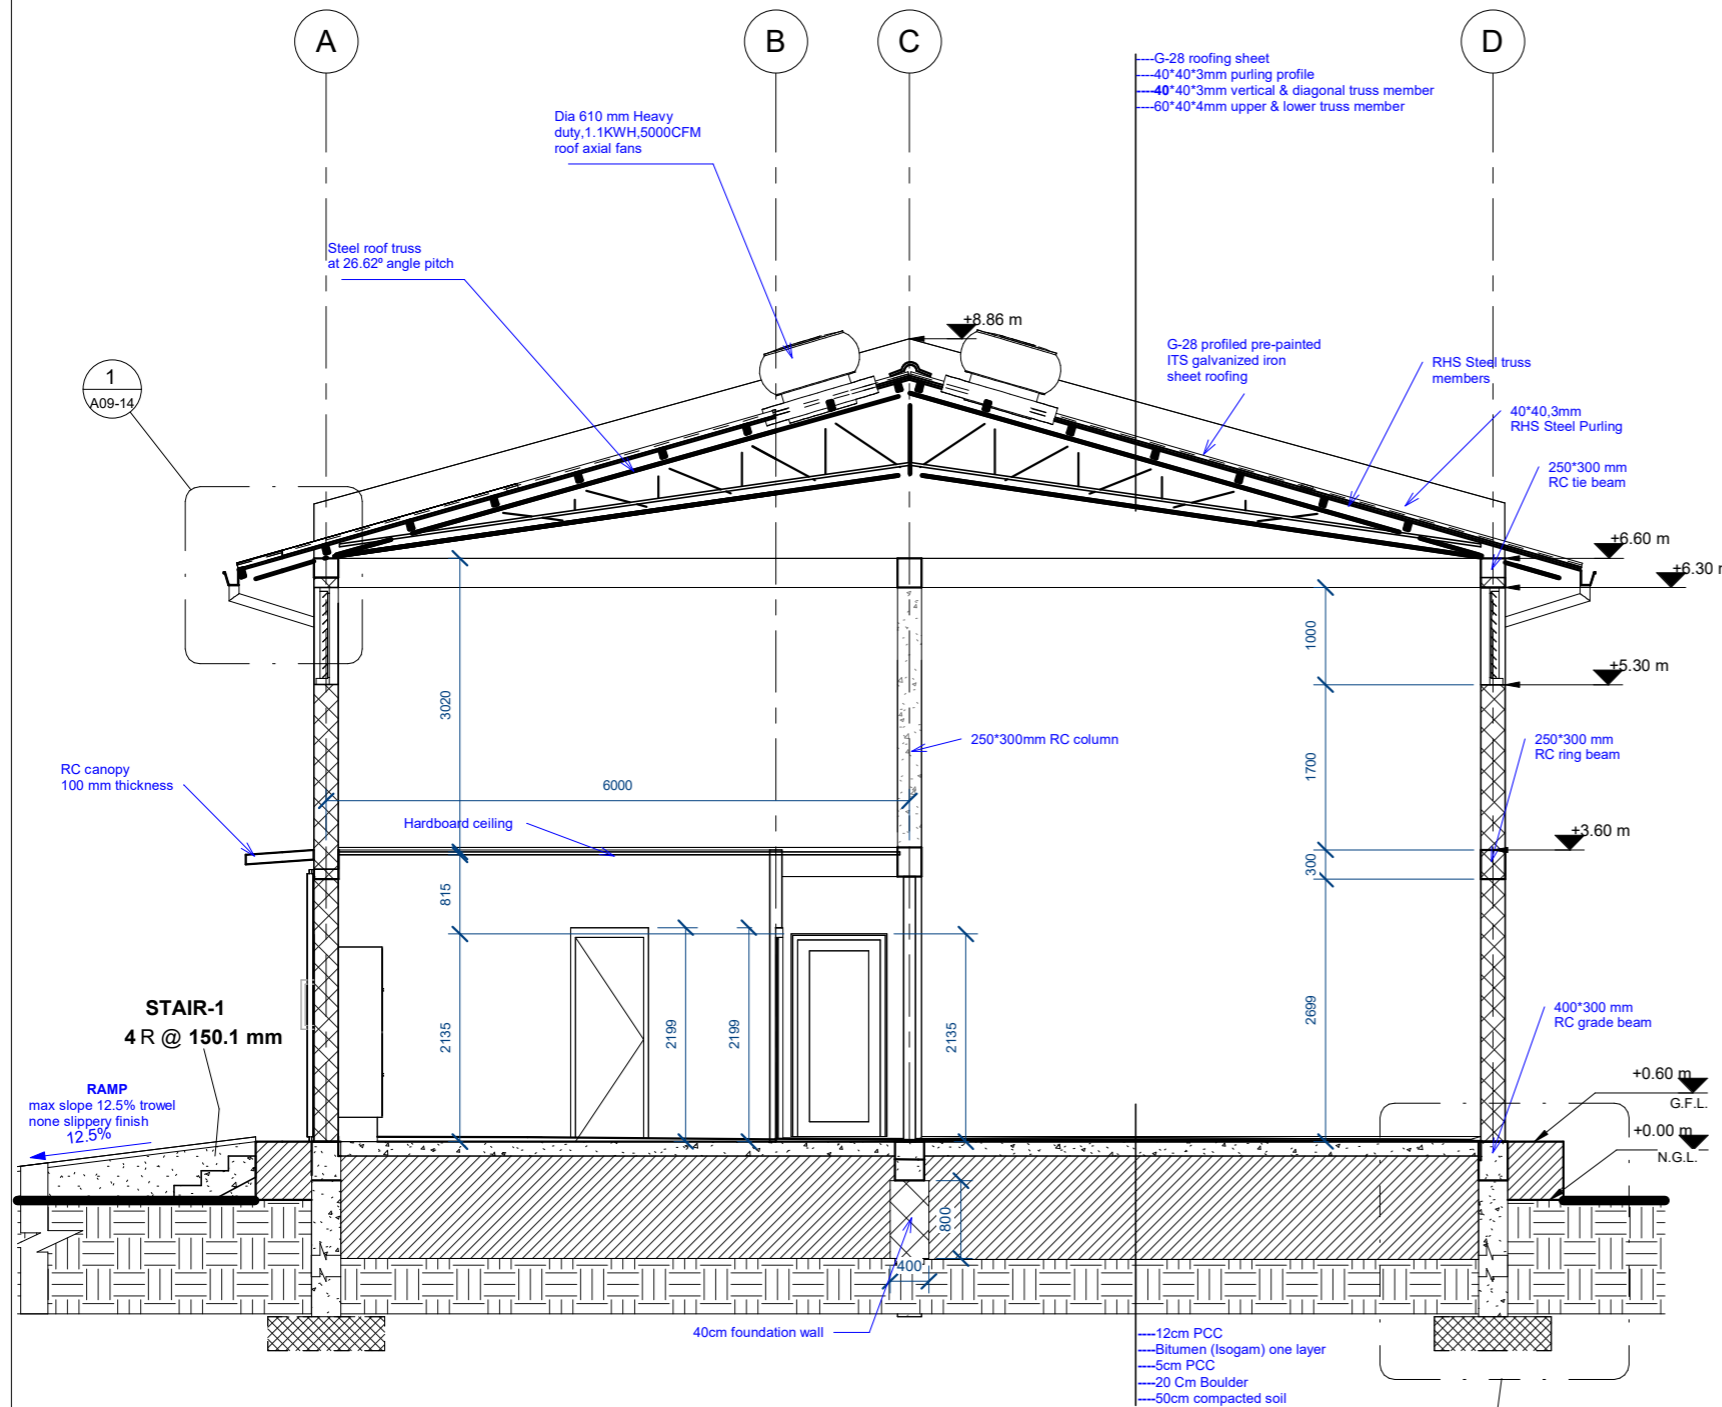 A
B
C
D
----G-28 roofing sheet
----40*40*3mm purling profile
----40*40*3mm vertical & diagonal truss member
----60*40*4mm upper & lower truss member
Dia 610 mm Heavy
duty,1.1KWH,5000CFM
roof axial fans
Steel roof truss
at 26.62º angle pitch
+8.86 m
G-28 profiled pre-painted
ITS galvanized iron
sheet roofing
RHS Steel truss
members
1
A09-14
40*40,3mm
RHS Steel Purling
250*300 mm
RC tie beam
+6.60 m
+6.30 m
1000
+5.30 m
3020
250*300mm RC column
250*300 mm
RC ring beam
1700
RC canopy
100 mm thickness
6000
Hardboard ceiling
+3.60 m
300
815
STAIR-1
4 R @ 150.1 mm
2135
2199
2199
2135
2699
400*300 mm
RC grade beam
RAMP
max slope 12.5% trowel
none slippery finish
12.5%
+0.60 m
G.F.L.
+0.00 m
N.G.L.
800
400
40cm foundation wall
----12cm PCC
----Bitumen (Isogam) one layer
----5cm PCC
----20 Cm Boulder
----50cm compacted soil